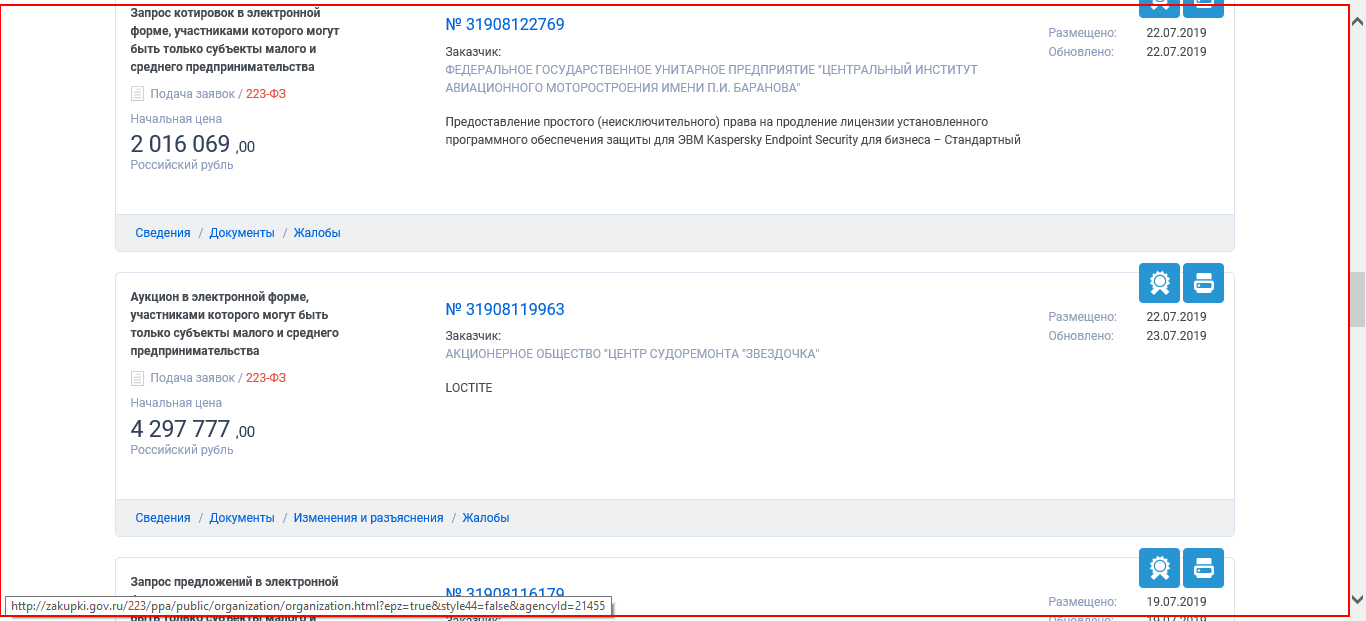 Запрос котировок в электронной
форме, участниками которого могут
быть только субъекты малого и
среднего предпринимательства
Подача заявок / 223-ФЗ
Начальная цена
2 016 069 ,00
Российский рубль
№ 31908122769
Заказчик:
ФЕДЕРАЛЬНОЕ ГОСУДАРСТВЕННОЕ УНИТАРНОЕ ПРЕДПРИЯТИЕ "ЦЕНТРАЛЬНЫЙ ИНСТИТУТ
АВИАЦИОННОГО МОТОРОСТРОЕНИЯ ИМЕНИ П.И. БАРАНОВА"
Предоставление простого (неисключительного) права на продление лицензии установленного
программного обеспечения защиты для ЭВМ Kaspersky Endpoint Security для бизнеса – Стандартный
Размещено: 22.07.2019
Обновлено: 22.07.2019
Сведения / Документы / Жалобы
Аукцион в электронной форме,
участниками которого могут быть
только субъекты малого и среднего
предпринимательства
Подача заявок / 223-ФЗ
Начальная цена
4 297 777 ,00
Российский рубль
№ 31908119963
Заказчик:
АКЦИОНЕРНОЕ ОБЩЕСТВО "ЦЕНТР СУДОРЕМОНТА "ЗВЕЗДОЧКА"
LOCTITE
Размещено: 22.07.2019
Обновлено: 23.07.2019
Сведения / Документы / Изменения и разъяснения / Жалобы
Запрос предложений в электронной
быть только субъекты малого и
№ 31908116179
Заказчик:
Размещено: 19.07.2019
Обновлено: 19.07.2019
http://zakupki.gov.ru/223/ppa/public/organization/organization.html?epz=true&style44=false&agencyId=21455